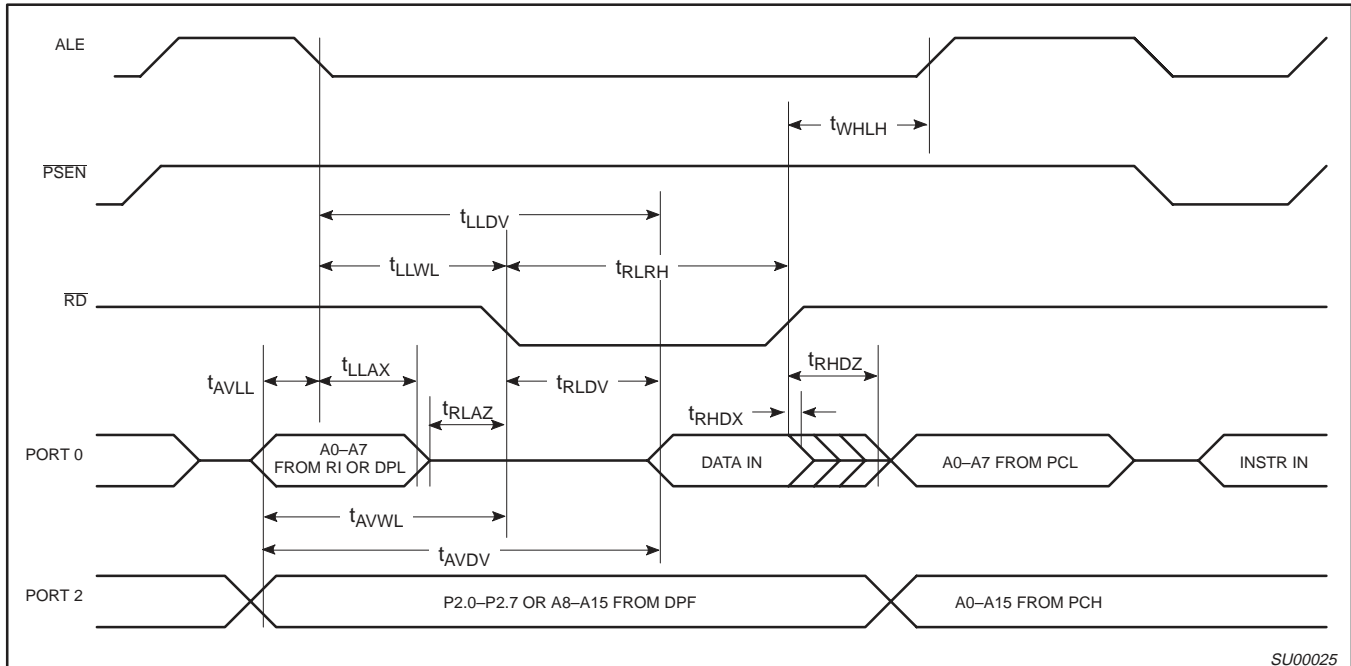 ALE
tWHLH
PSEN
tLLDV
tLLWL
tRLRH
RD
tAVLL
tLLAX
tRLDV
tRHDZ
tRLAZ
tRHDX
PORT 0
A0–A7
FROM RI OR DPL
DATA IN
A0–A7 FROM PCL
INSTR IN
tAVWL
tAVDV
PORT 2
P2.0–P2.7 OR A8–A15 FROM DPF
A0–A15 FROM PCH
SU00025